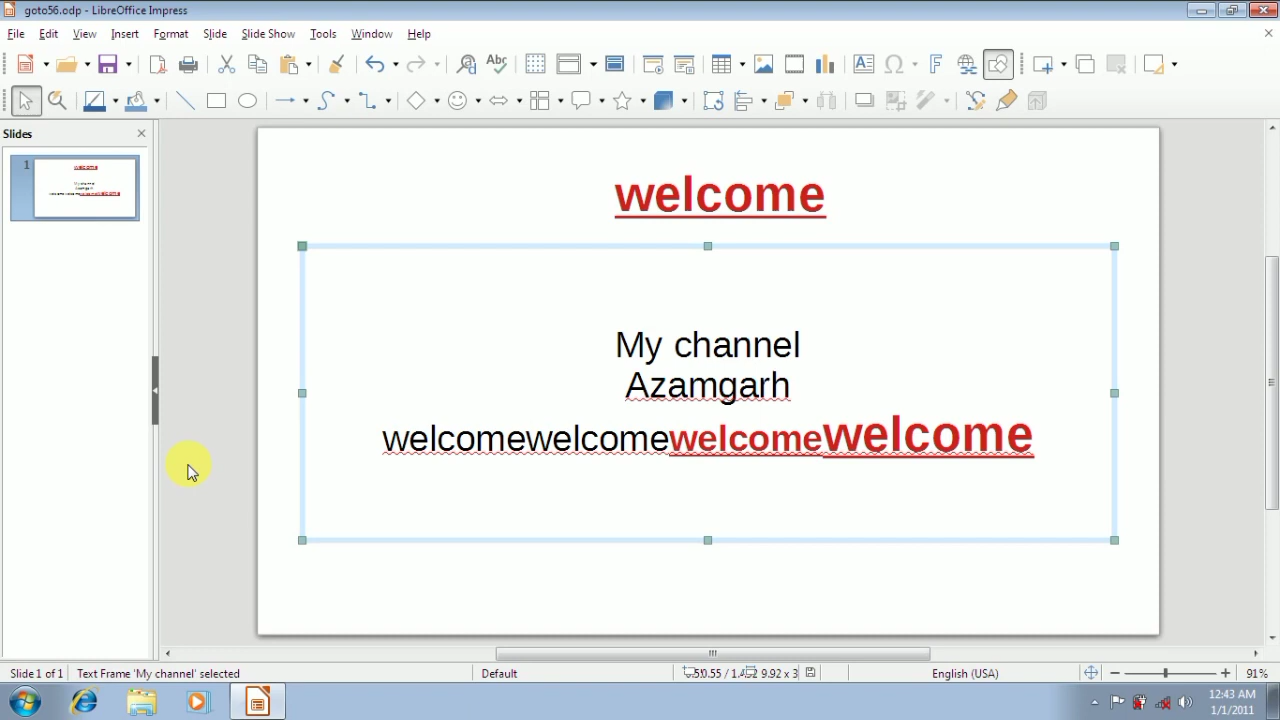 goto56.odp - LibreOffice Impress
File Edit View Insert Format Slide Slide Show Tools Window Help
Slides
1
welcome
My channel
Azamgarh
welcomewelcomewelcomewelcome
Slide 1 of 1 Text Frame 'My channel' selected Default English (USA) 91%
12:43 AM
1/1/2011